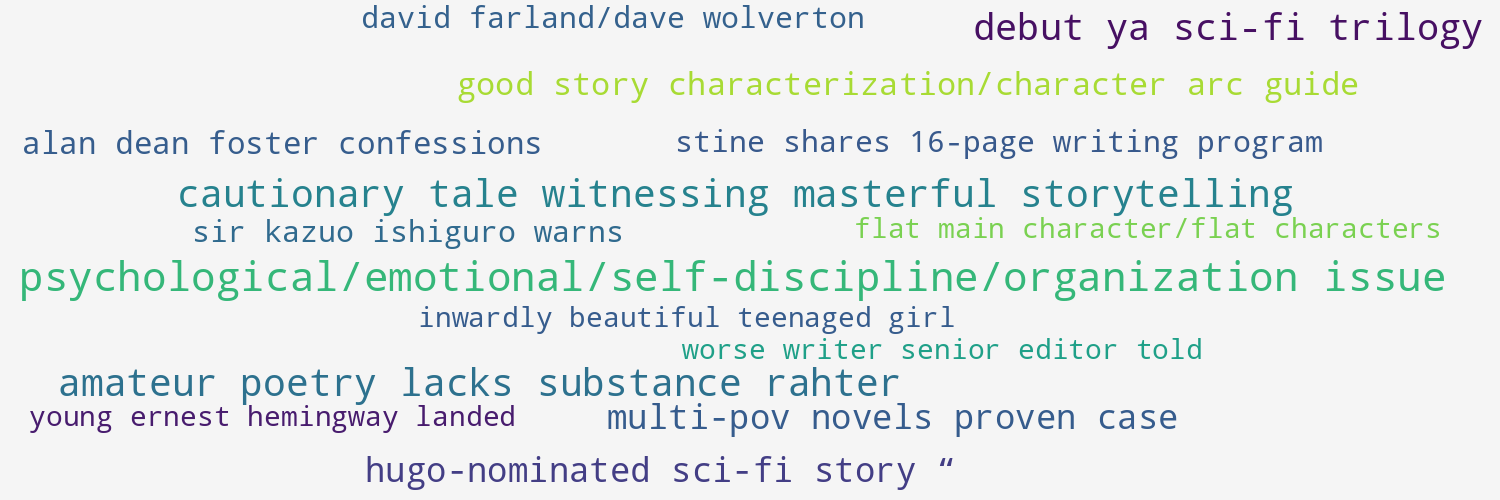 david farland/dave wolverton
debut ya sci-fi trilogy
good story characterization/character arc guide
alan dean foster confessions
stine shares 16-page writing program
cautionary tale witnessing masterful storytelling
sir kazuo ishiguro warns
flat main character/flat characters
psychological/emotional/self-discipline/organization issue
inwardly beautiful teenaged girl
worse writer senior editor told
amateur poetry lacks substance rahter
young ernest hemingway landed
multi-pov novels proven case
hugo-nominated sci-fi story “